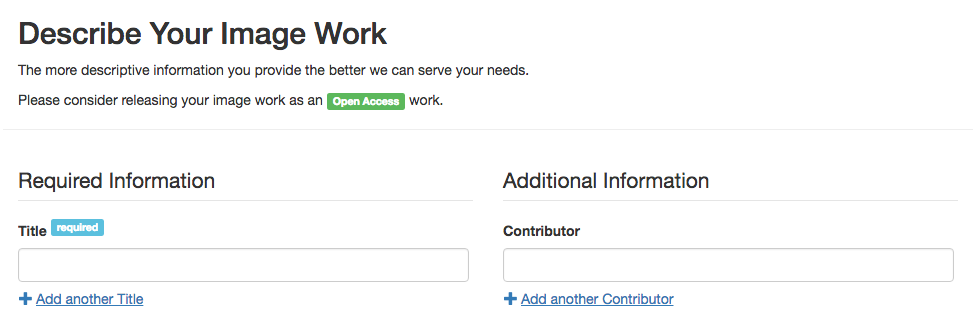 Describe Your Image Work
The more descriptive information you provide the better we can serve your needs.
Please consider releasing your image work as an Open Access work.
Required Information
Title required
Add another Title
Additional Information
Contributor
Add another Contributor